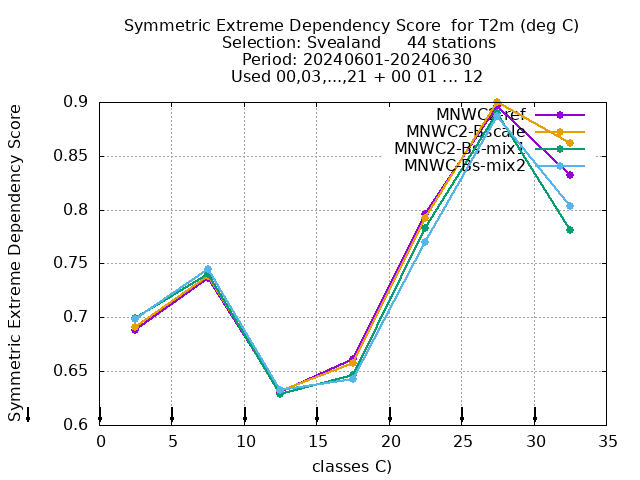 Symmetric Extreme Dependency Score for T2m (deg C)
Selection: Svealand 44 stations
Period: 20240601-20240630
Used 00,03,...,21 + 00 01 ... 12
Symmetric Extreme Dependency Score
0.9
0.85
0.8
0.75
0.7
0.65
0.6
MNWC2-ref
MNWC2-Bscale
MNWC2-Bs-mix1
MNWC-Bs-mix2
0 5 10 15 20 25 30 35
classes C)